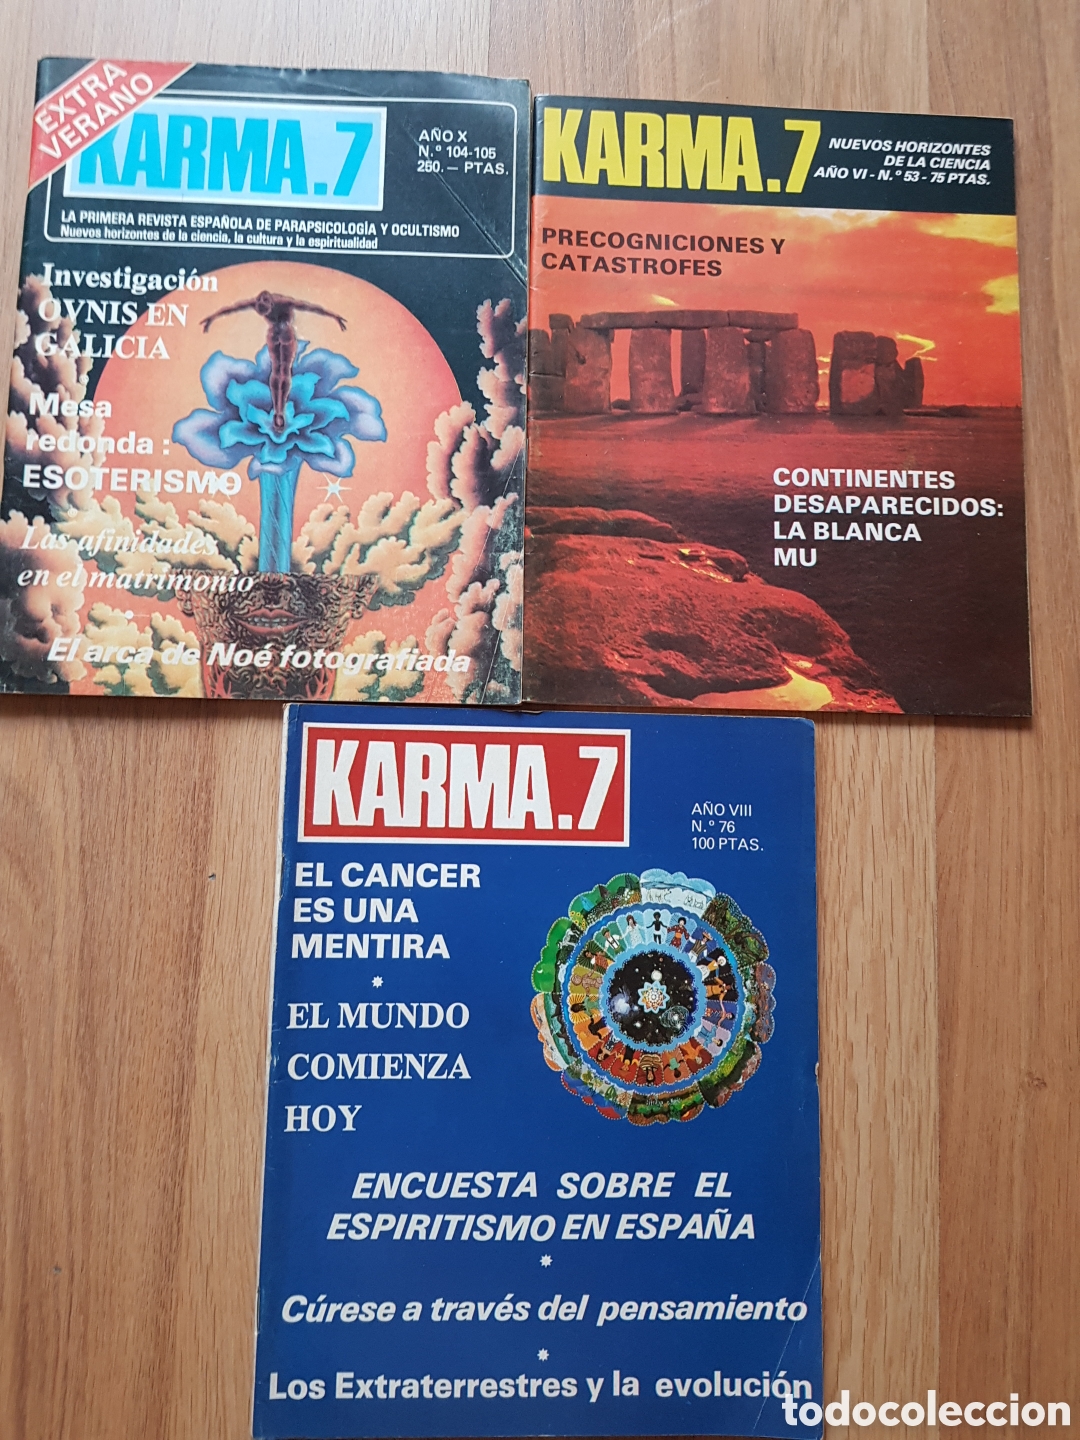 EXTRA
VERANO
KARMA.7
AÑO X
N.º 104-105
250.— PTAS.
LA PRIMERA REVISTA ESPAÑOLA DE PARAPSICOLOGÍA Y OCULTISMO
Nuevos horizontes de la ciencia, la cultura y la espiritualidad
Investigación
OVNIS EN
GALICIA
Mesa
redonda :
ESOTERISMO
Las afinidades
en el matrimonio
El arca de Noé fotografiada
KARMA.7
NUEVOS HORIZONTES
DE LA CIENCIA
AÑO VI - N.º 53 - 75 PTAS.
PRECOGNICIONES Y
CATASTROFES
CONTINENTES
DESAPARECIDOS:
LA BLANCA
MU
KARMA.7
AÑO VIII
N.º 76
100 PTAS.
EL CANCER
ES UNA
MENTIRA
EL MUNDO
COMIENZA
HOY
ENCUESTA SOBRE EL
ESPIRITISMO EN ESPAÑA
Cúrese a través del pensamiento
Los Extraterrestres y la evolución
todocoleccion